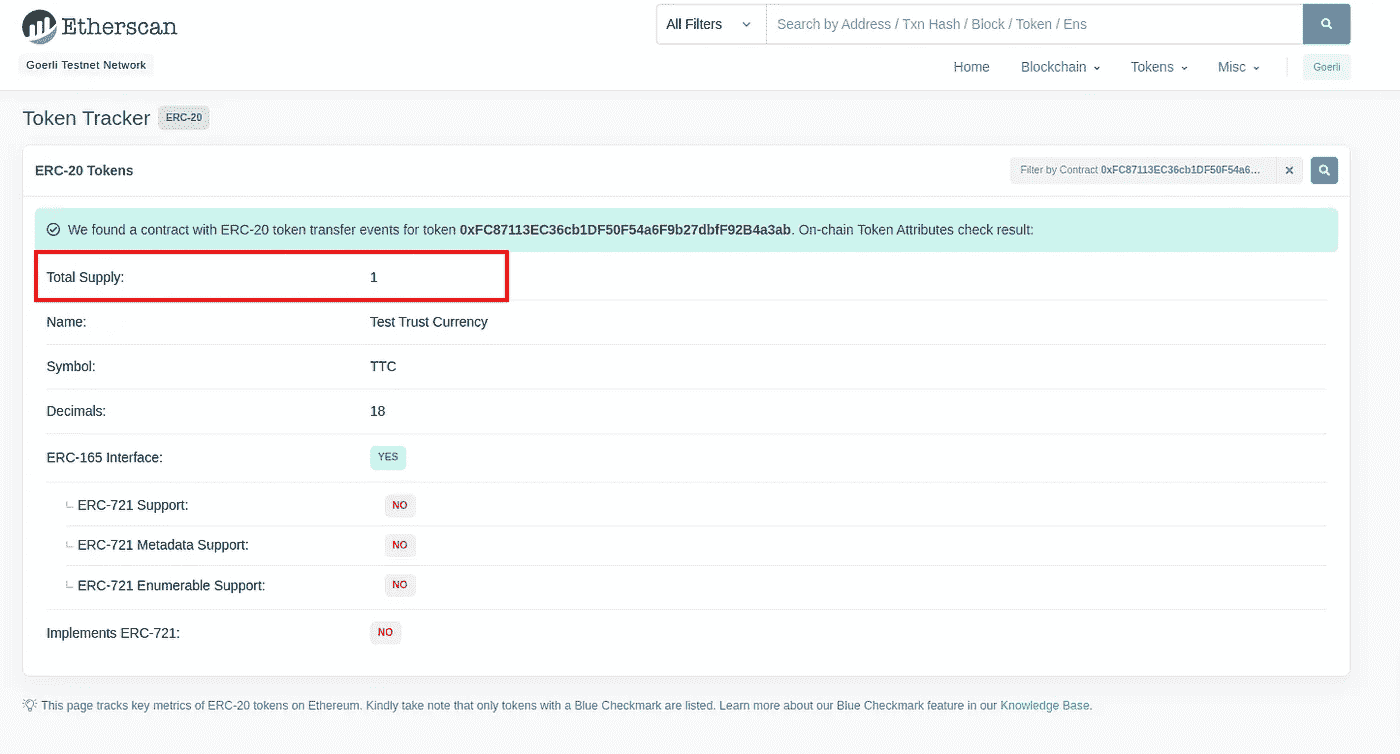 Etherscan
All Filters
Search by Address / Txn Hash / Block / Token / Ens
Goerli Testnet Network
Home Blockchain Tokens Misc Goerli
Token Tracker ERC-20
ERC-20 Tokens
Filter by Contract 0xFC87113EC36cb1DF50F54a6...
We found a contract with ERC-20 token transfer events for token 0xFC87113EC36cb1DF50F54a6F9b27dbfF92B4a3ab. On-chain Token Attributes check result:
Total Supply: 1
Name: Test Trust Currency
Symbol: TTC
Decimals: 18
ERC-165 Interface: YES
ERC-721 Support: NO
ERC-721 Metadata Support: NO
ERC-721 Enumerable Support: NO
Implements ERC-721: NO
This page tracks key metrics of ERC-20 tokens on Ethereum. Kindly take note that only tokens with a Blue Checkmark are listed. Learn more about our Blue Checkmark feature in our Knowledge Base.